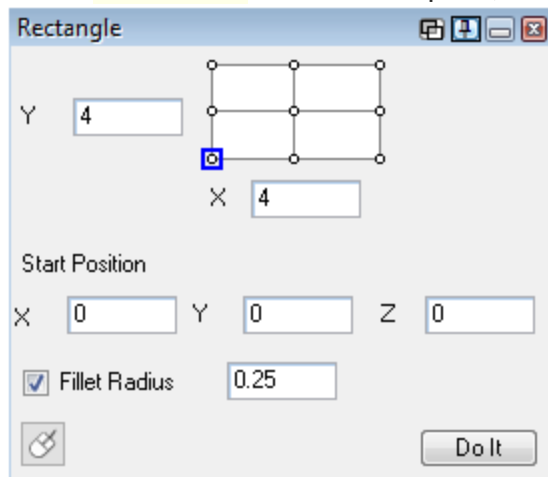 Rectangle
Y 4
X 4
Start Position
X 0 Y 0 Z 0
Fillet Radius 0.25
Do It